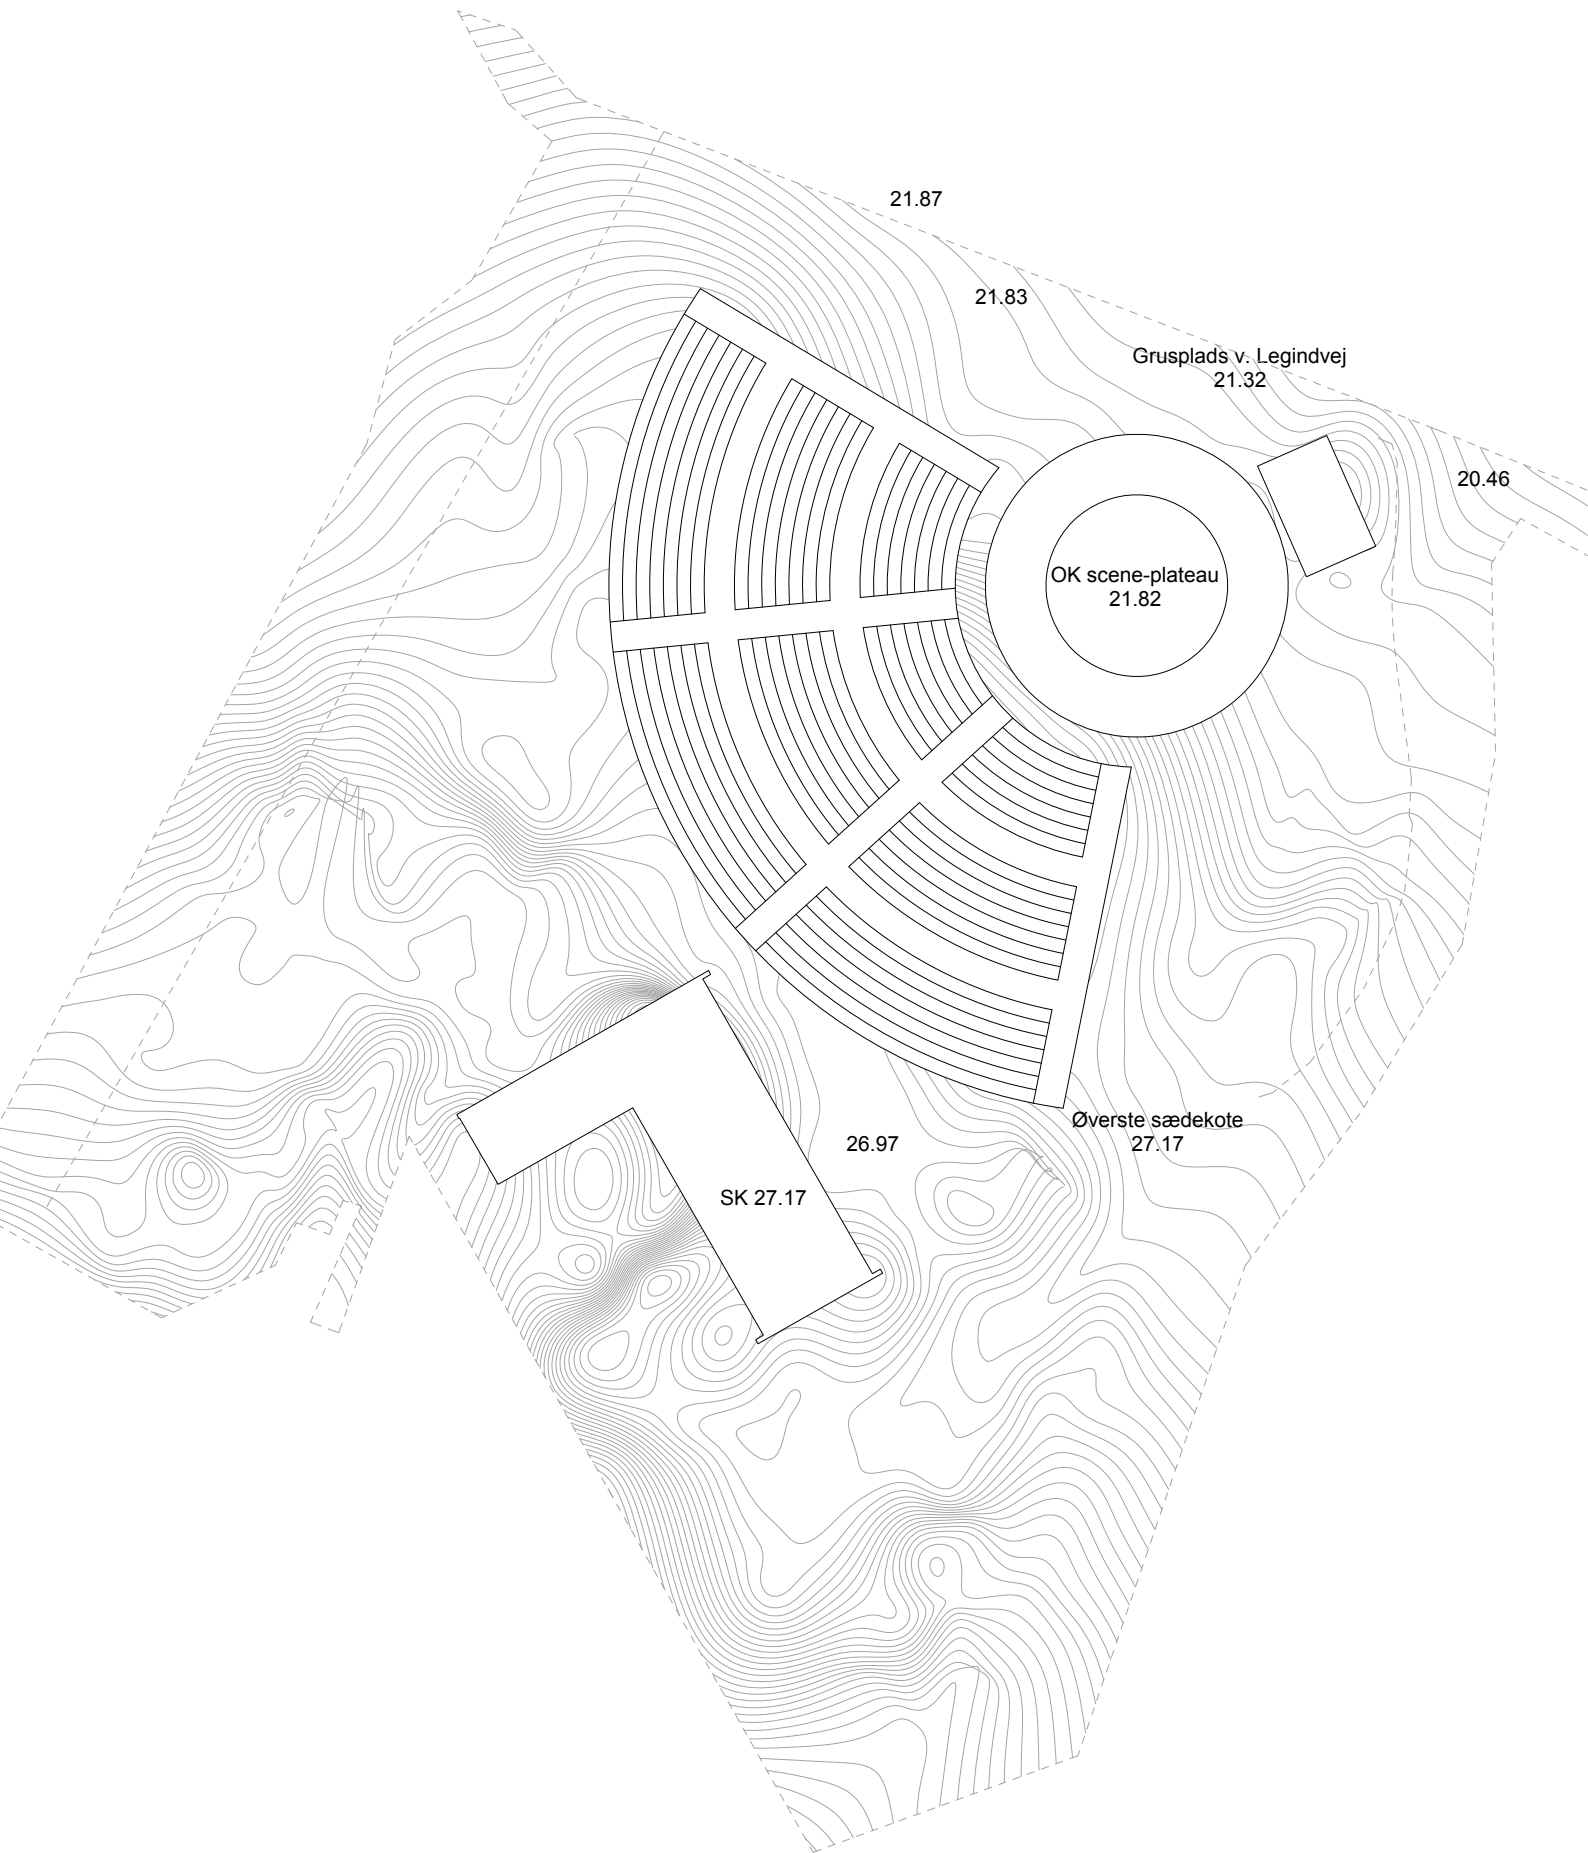 21.87
21.83
Grusplads v. Legindvej
21.32
20.46
OK scene-plateau
21.82
Øverste sædekote
27.17
26.97
SK 27.17